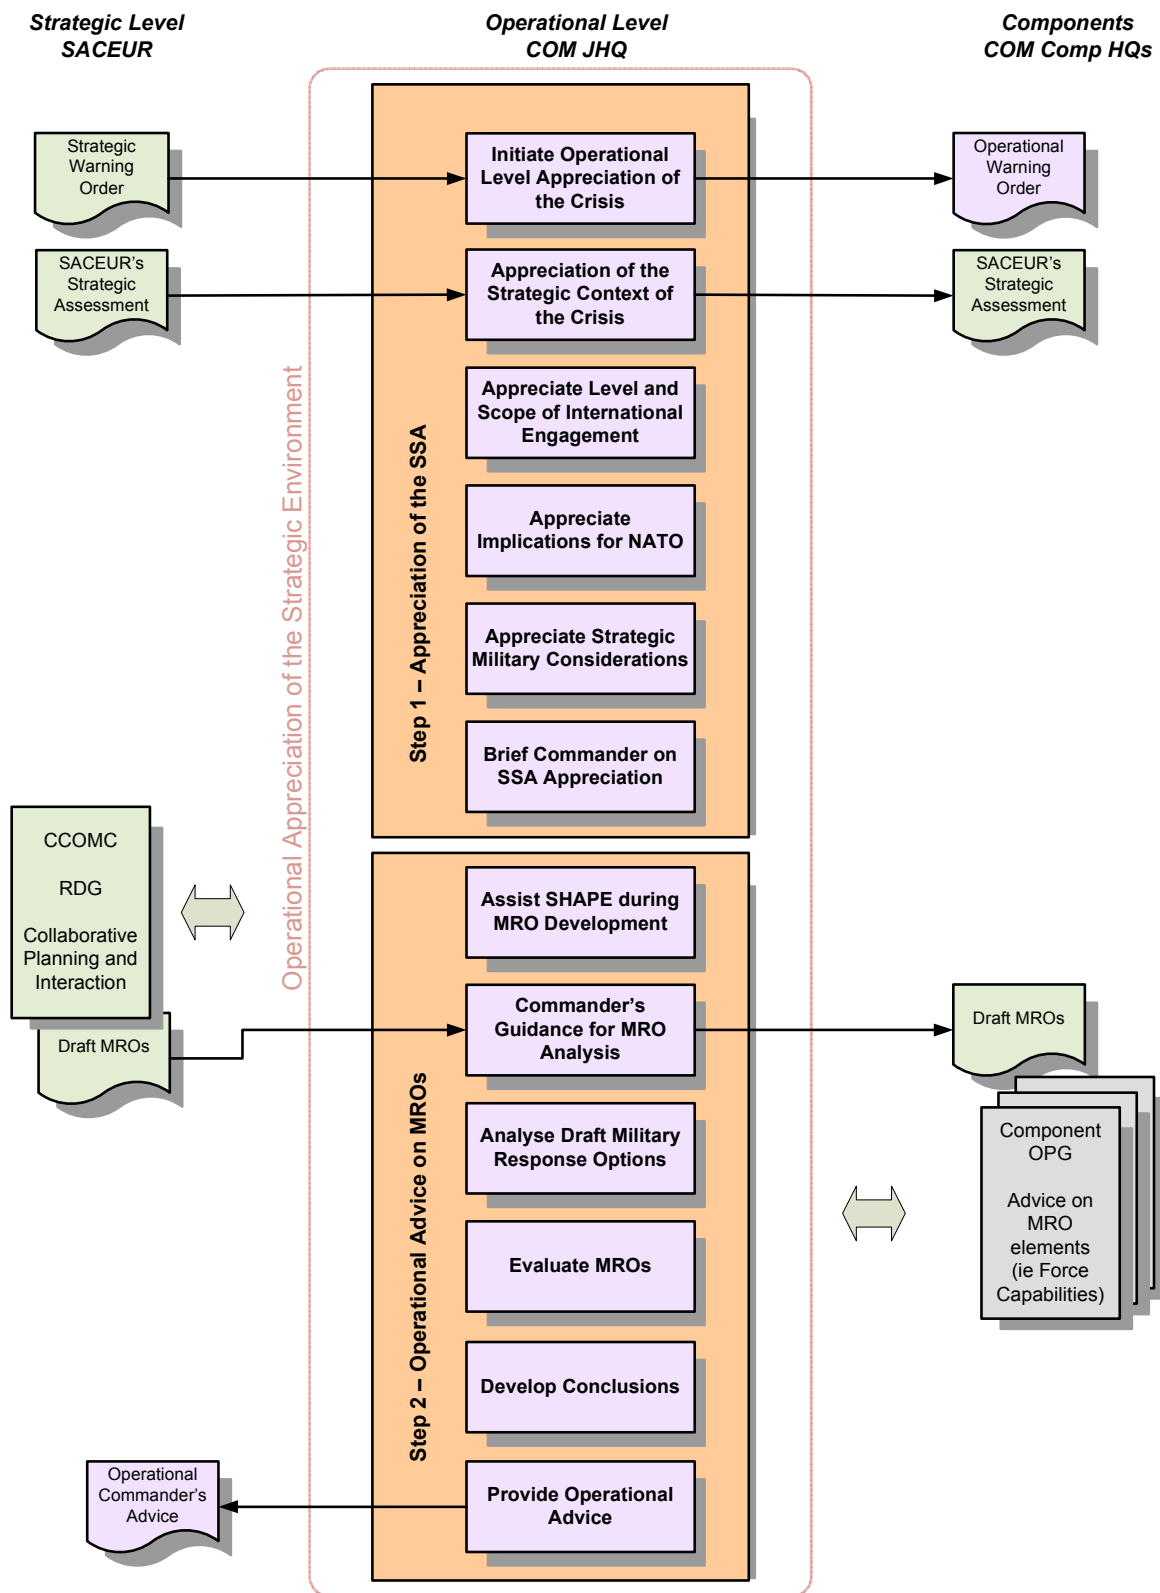 Strategic Level
SACEUR
Operational Level
COM JHQ
Components
COM Comp HQs
Operational Appreciation of the Strategic Environment
Strategic
Warning
Order
Initiate Operational
Level Appreciation of
the Crisis
Operational
Warning
Order
SACEUR's
Strategic
Assessment
Appreciation of the
Strategic Context of
the Crisis
SACEUR's
Strategic
Assessment
Step 1 – Appreciation of the SSA
Appreciate Level and
Scope of International
Engagement
Appreciate
Implications for NATO
Appreciate Strategic
Military Considerations
Brief Commander on
SSA Appreciation
CCOMC
RDG
Collaborative
Planning and
Interaction
Draft MROs
Step 2 – Operational Advice on MROs
Assist SHAPE during
MRO Development
Commander's
Guidance for MRO
Analysis
Draft MROs
Analyse Draft Military
Response Options
Component
OPG
Advice on
MRO
elements
(ie Force
Capabilities)
Evaluate MROs
Develop Conclusions
Provide Operational
Advice
Operational
Commander's
Advice